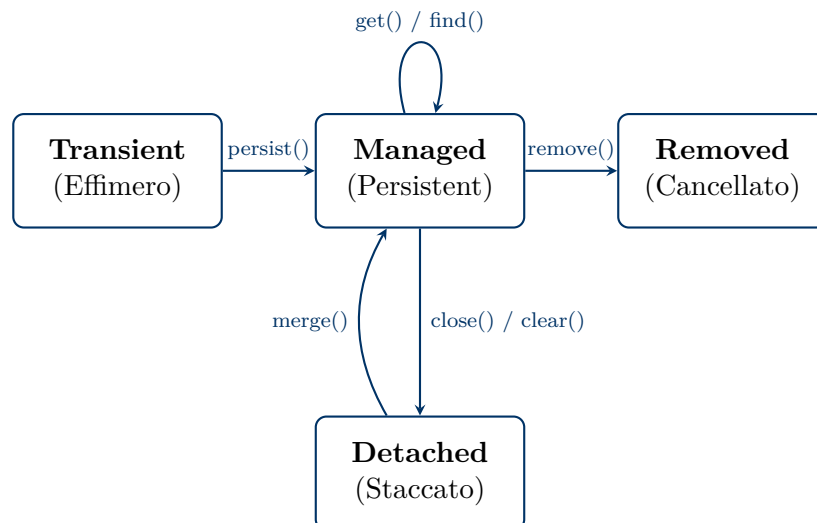 get() / find()
Transient
(Effimero)
persist()
Managed
(Persistent)
remove()
Removed
(Cancellato)
merge()
close() / clear()
Detached
(Staccato)